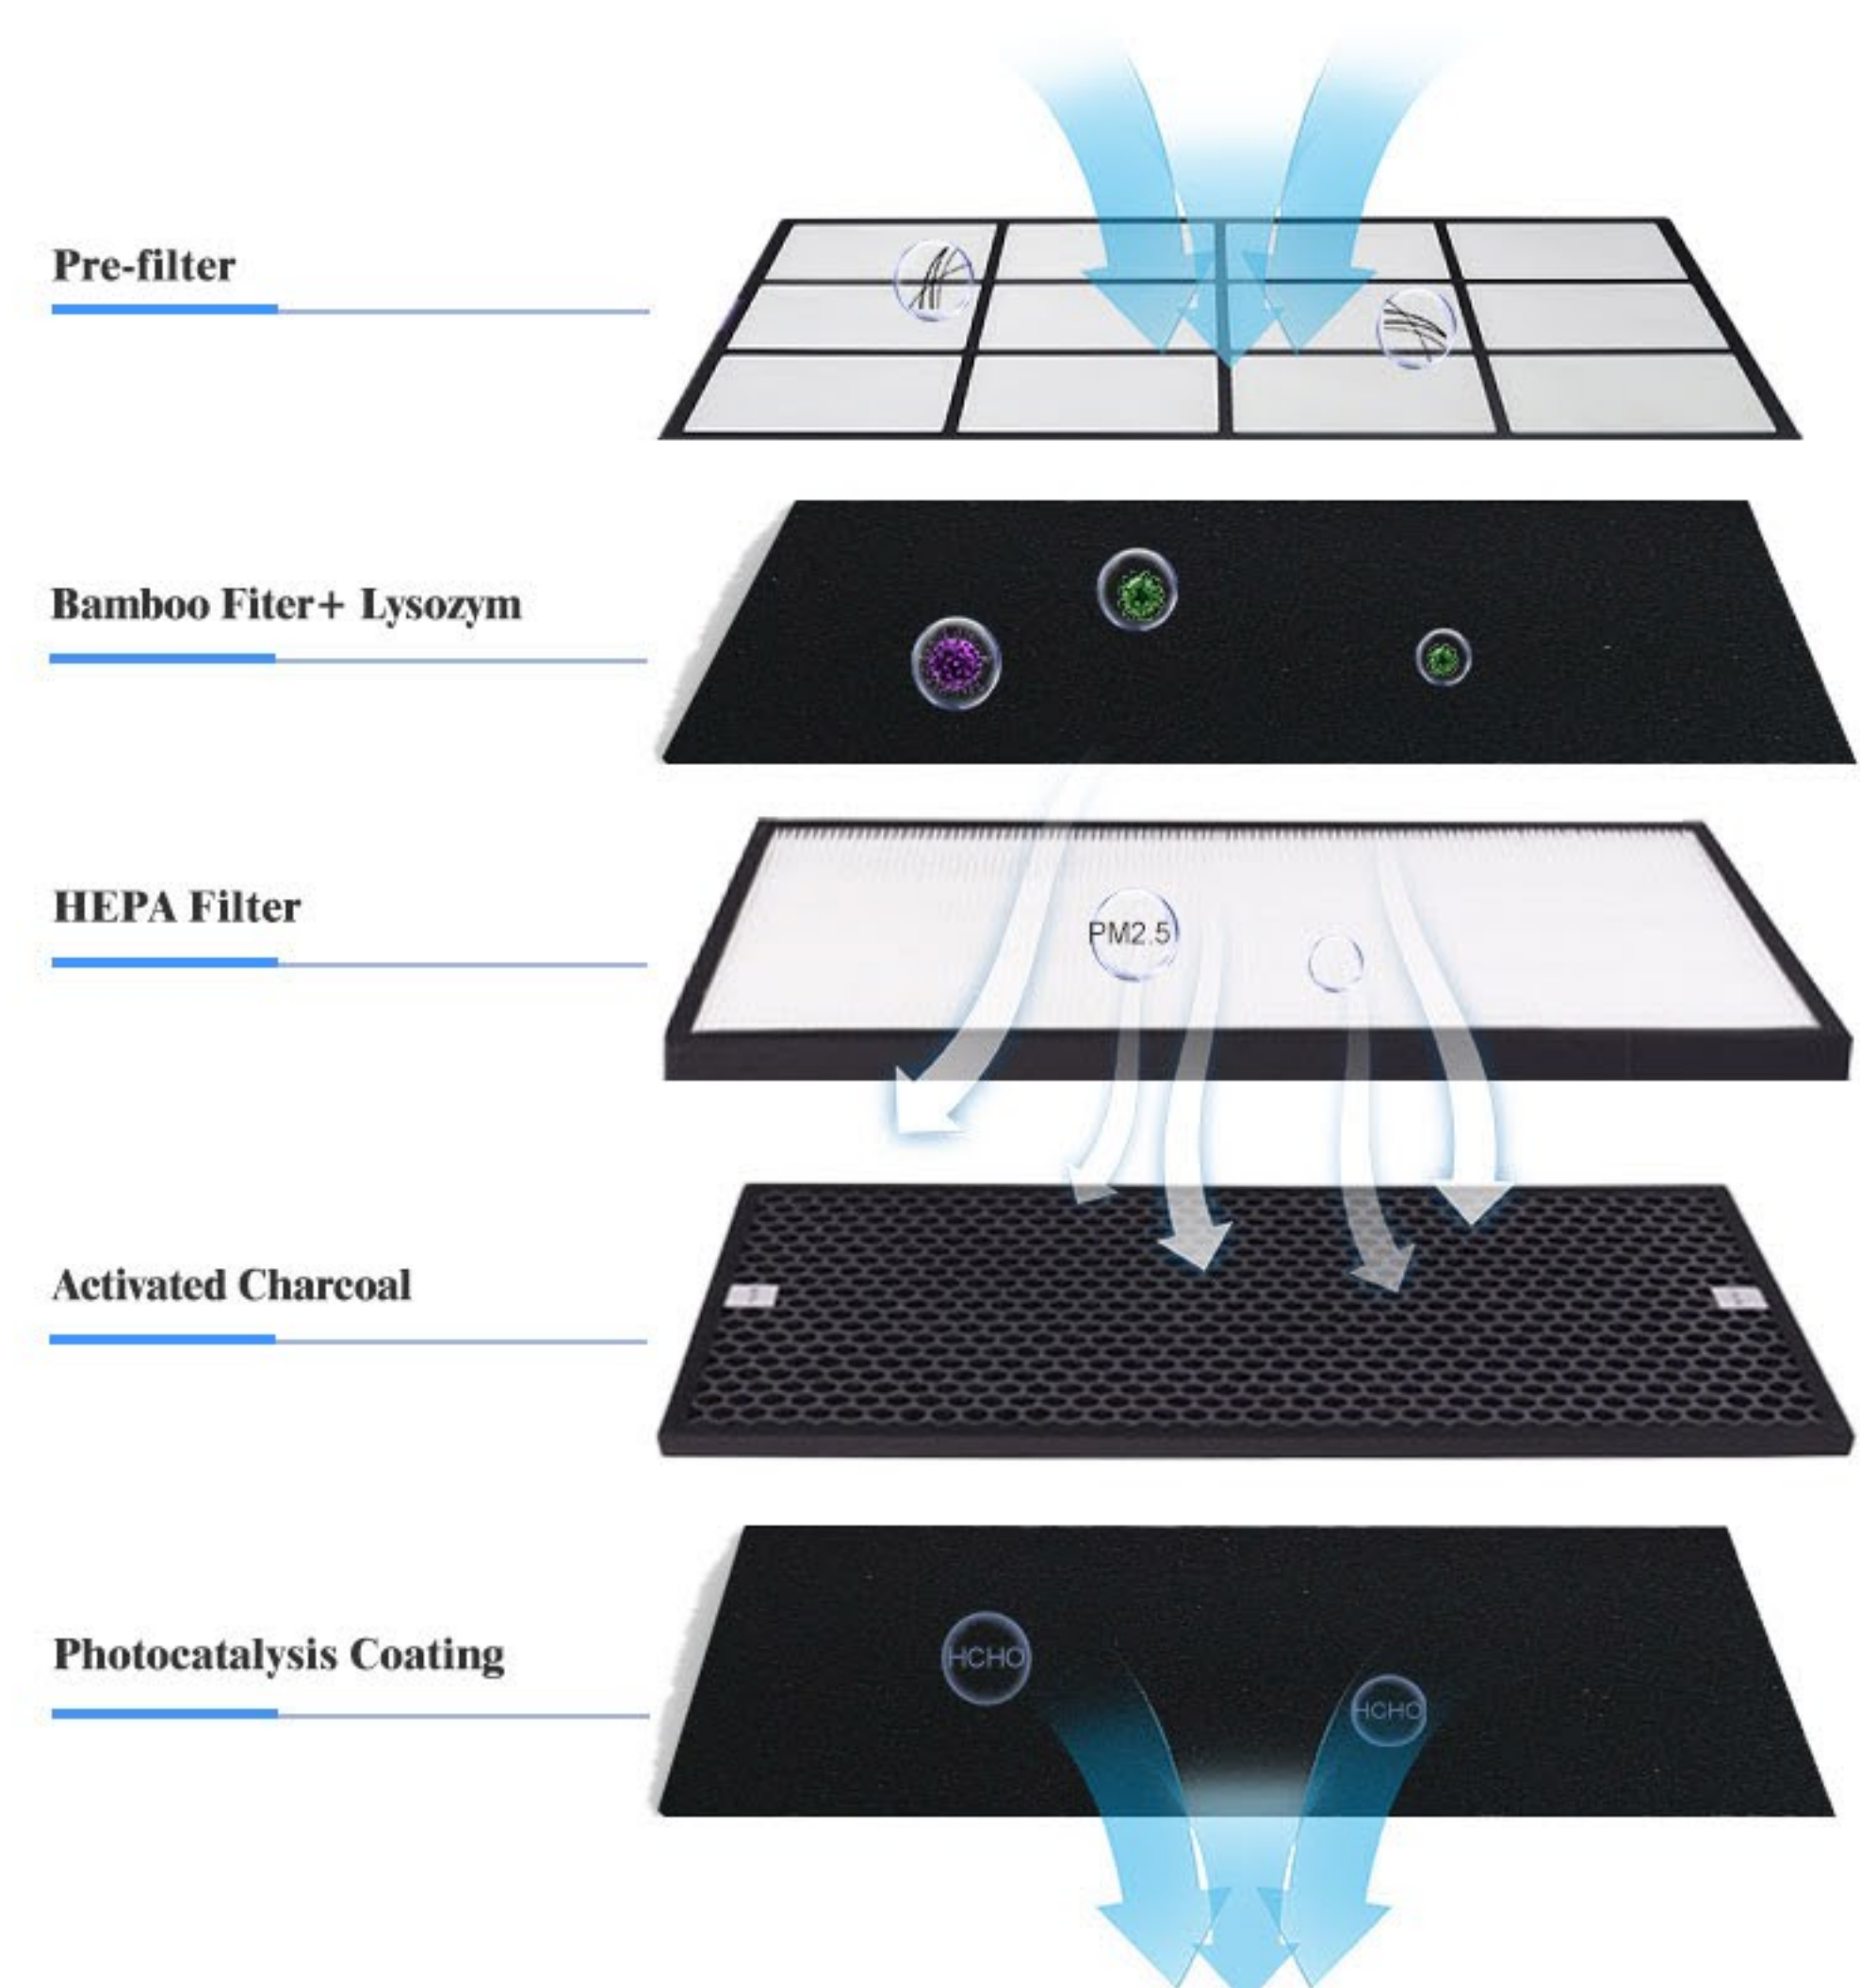 Pre-filter
Bamboo Fiter+ Lysozym
HEPA Filter
PM2.5
Activated Charcoal
Photocatalysis Coating
HCHO
HCHO